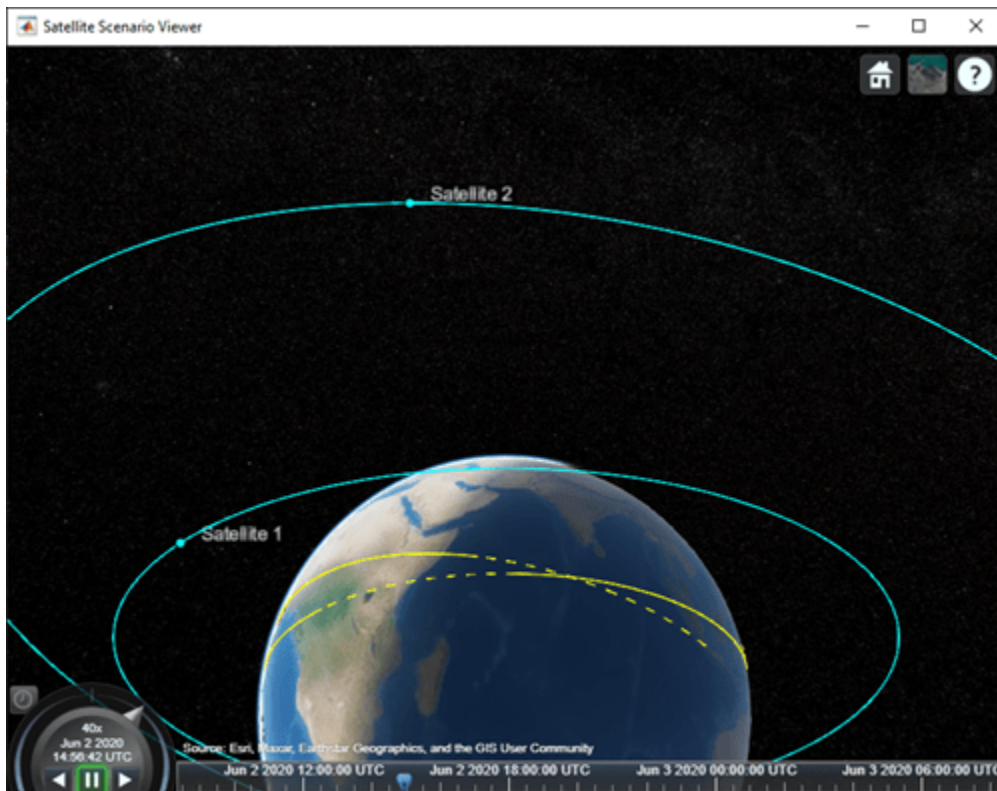 Satellite Scenario Viewer
?
Satellite 2
Satellite 1
40x
Jun 2 2020
14:56:42 UTC
Source: Esri, Maxar, Earthstar Geographics, and the GIS User Community
Jun 2 2020 12:00:00 UTC Jun 2 2020 18:00:00 UTC Jun 3 2020 00:00:00 UTC Jun 3 2020 06:00:00 UTC